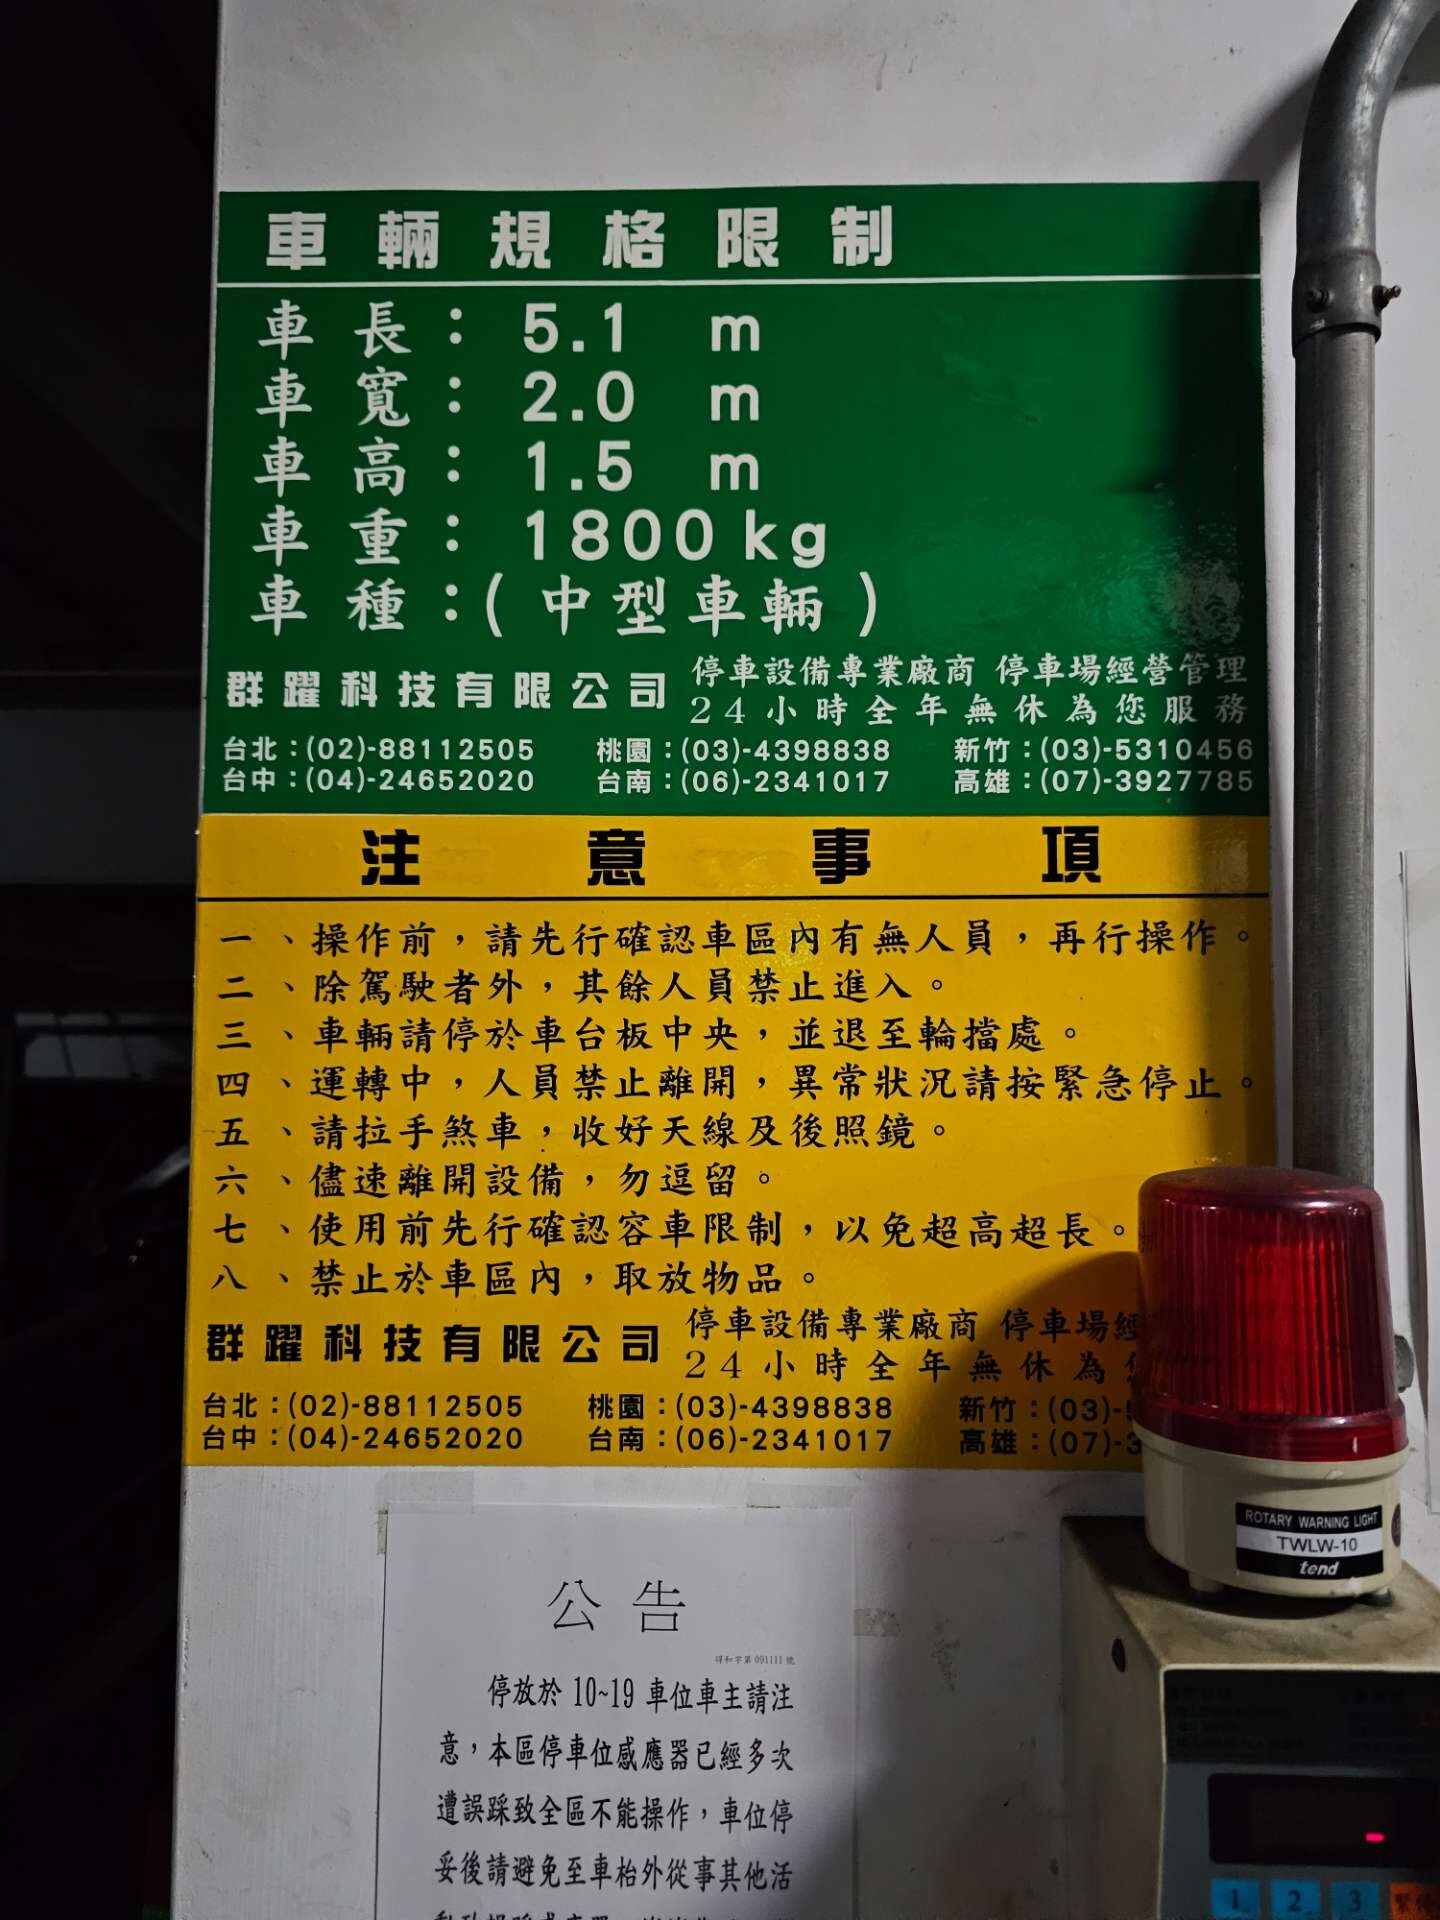 車輛規格限制
車長： 5.1 m
車寬： 2.0 m
車高： 1.5 m
車重： 1800kg
車種：(中型車輛)
群躍科技有限公司 停車設備專業廠商 停車場經營管理
24小時全年無休為您服務
台北：(02)-88112505 桃園：(03)-4398838 新竹：(03)-5310456
台中：(04)-24652020 台南：(06)-2341017 高雄：(07)-3927785
注意事項
一、操作前，請先行確認車區內有無人員，再行操作。
二、除駕駛者外，其餘人員禁止進入。
三、車輛請停於車台板中央，並退至輪擋處。
四、運轉中，人員禁止離開，異常狀況請按緊急停止。
五、請拉手煞車，收好天線及後照鏡。
六、儘速離開設備，勿逗留。
七、使用前先行確認容車限制，以免超高超長。
八、禁止於車區內，取放物品。
群躍科技有限公司 停車設備專業廠商 停車場經
24小時全年無休為
台北：(02)-88112505 桃園：(03)-4398838 新竹：(03)-
台中：(04)-24652020 台南：(06)-2341017 高雄：(07)-3
ROTARY WARNING LIGHT
TWLW-10
tend
公告
得和字第 091111 號
停放於 10~19 車位車主請注
意，本區停車位感應器已經多次
遭誤踩致全區不能操作，車位停
妥後請避免至車枱外從事其他活
1 2 3